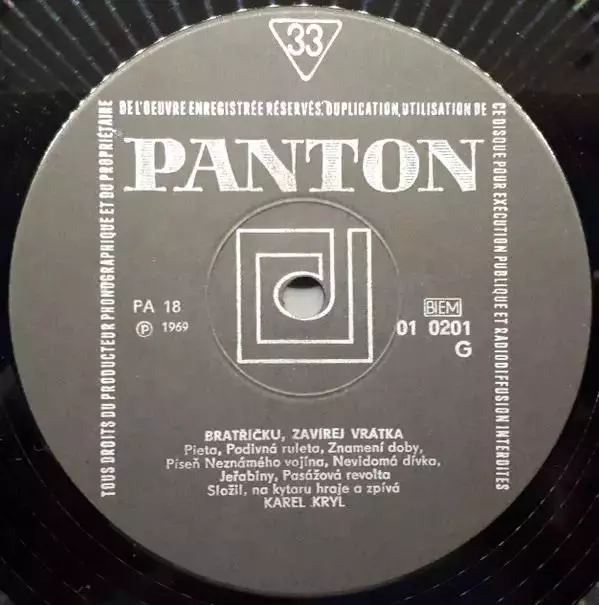 33
TOUS DROITS DU PRODUCTEUR PHONOGRAPHIQUE ET DU PROPRIÉTAIRE
DE L'OEUVRE ENREGISTRÉE RÉSERVÉS. DUPLICATION, UTILISATION DE
CE DISQUE POUR EXÉCUTION PUBLIQUE ET RADIODIFFUSION INTERDITES
PANTON
PA 18
Ⓟ 1969
BIEM
01 0201
G
BRATŘÍČKU, ZAVÍREJ VRÁTKA
Pieta, Podivná ruleta, Znamení doby,
Píseň Neznámého vojína, Nevidomá dívka,
Jeřabiny, Pasážová revolta
Složil, na kytaru hraje a zpívá
KAREL KRYL